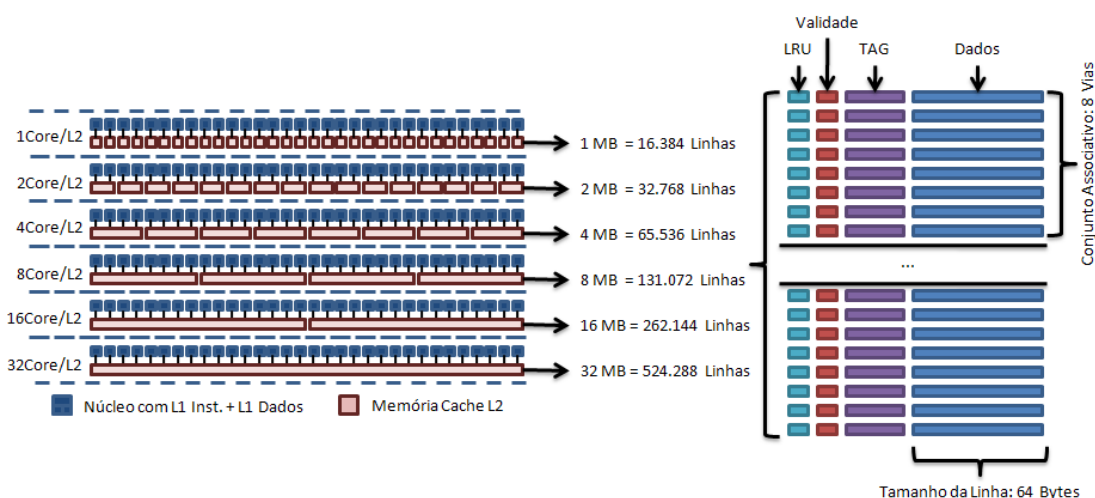 Validade
LRU
TAG
Dados
1Core/L2
1 MB = 16.384 Linhas
2Core/L2
2 MB = 32.768 Linhas
4Core/L2
4 MB = 65.536 Linhas
8Core/L2
8 MB = 131.072 Linhas
16Core/L2
16 MB = 262.144 Linhas
32Core/L2
32 MB = 524.288 Linhas
Núcleo com L1 Inst. + L1 Dados
Memória Cache L2
...
Conjunto Associativo: 8 Vias
Tamanho da Linha: 64 Bytes